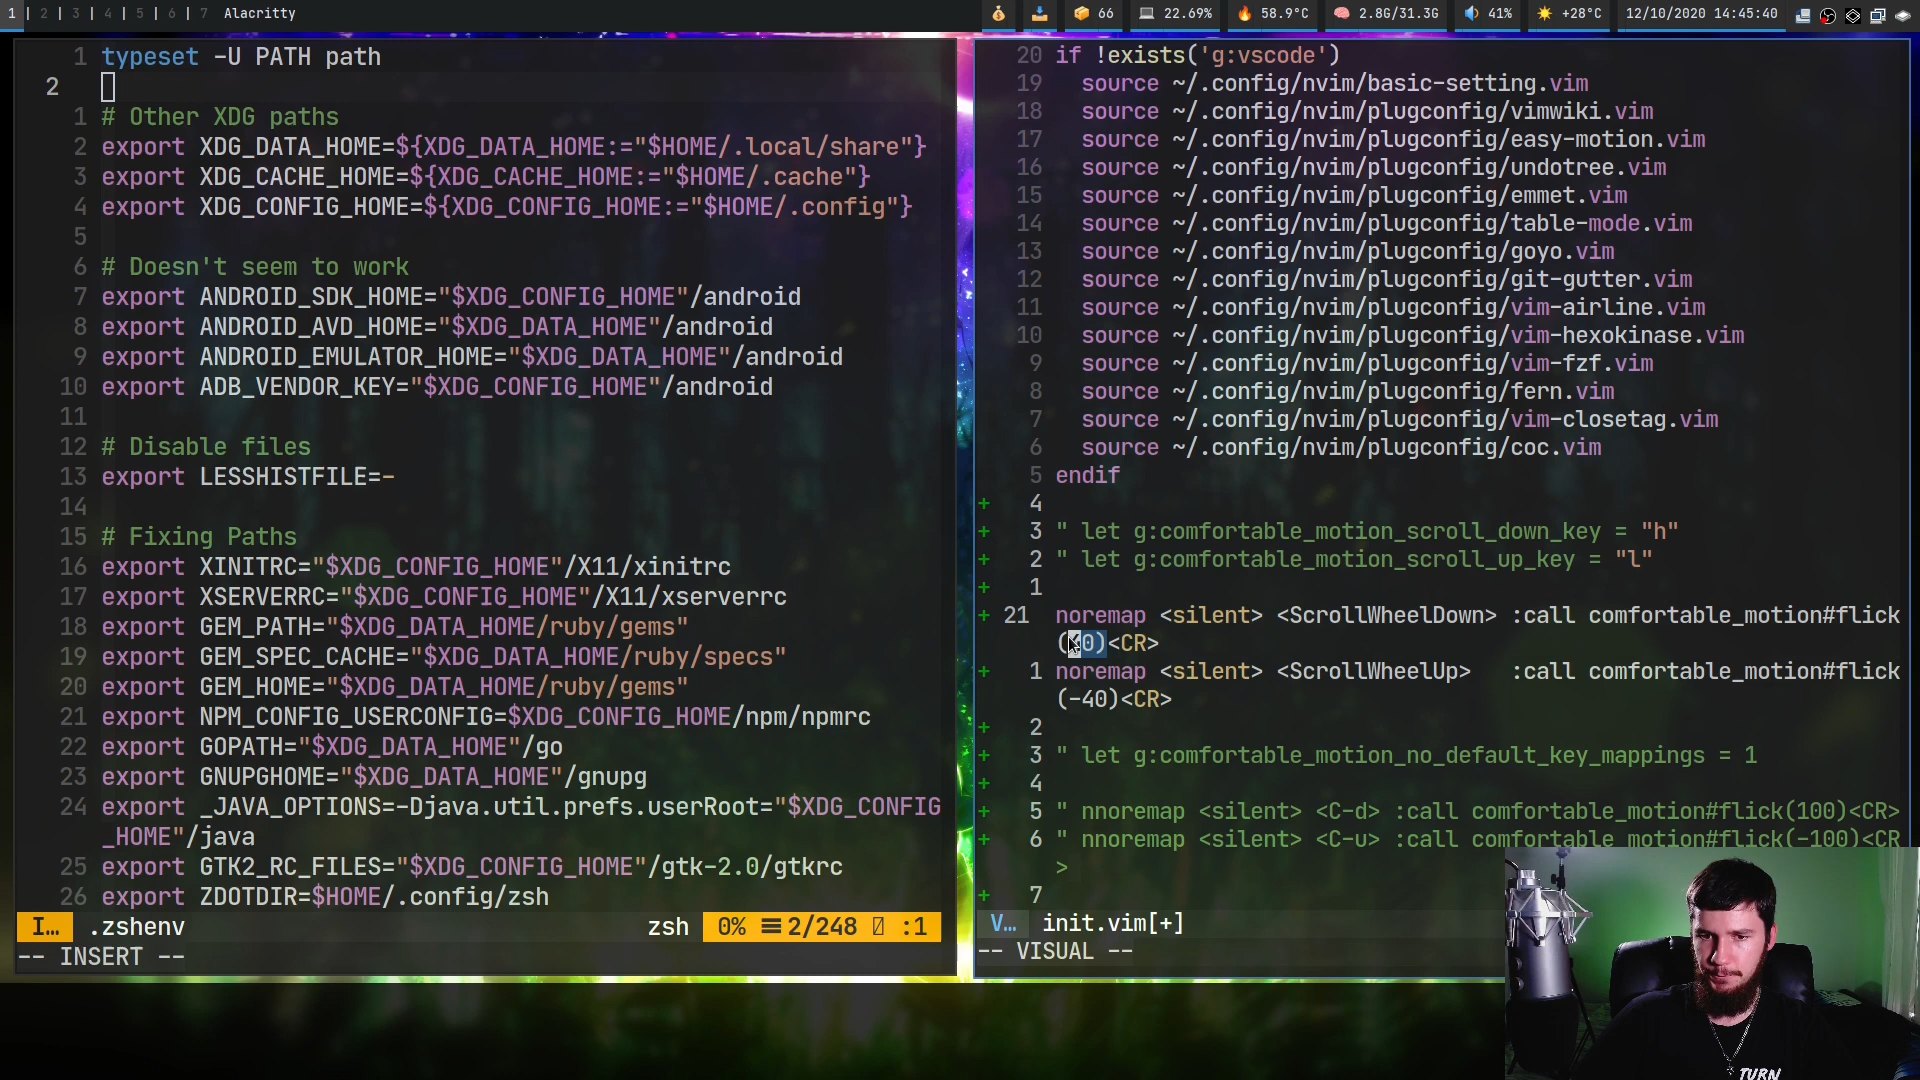 1 | 2 | 3 | 4 | 5 | 6 | 7 Alacritty
66 22.69% 58.9°C 2.8G/31.3G 41% +28°C 12/10/2020 14:45:40
1 typeset -U PATH path
2
1 # Other XDG paths
2 export XDG_DATA_HOME=${XDG_DATA_HOME:="$HOME/.local/share"}
3 export XDG_CACHE_HOME=${XDG_CACHE_HOME:="$HOME/.cache"}
4 export XDG_CONFIG_HOME=${XDG_CONFIG_HOME:="$HOME/.config"}
5
6 # Doesn't seem to work
7 export ANDROID_SDK_HOME="$XDG_CONFIG_HOME"/android
8 export ANDROID_AVD_HOME="$XDG_DATA_HOME"/android
9 export ANDROID_EMULATOR_HOME="$XDG_DATA_HOME"/android
10 export ADB_VENDOR_KEY="$XDG_CONFIG_HOME"/android
11
12 # Disable files
13 export LESSHISTFILE=-
14
15 # Fixing Paths
16 export XINITRC="$XDG_CONFIG_HOME"/X11/xinitrc
17 export XSERVERRC="$XDG_CONFIG_HOME"/X11/xserverrc
18 export GEM_PATH="$XDG_DATA_HOME/ruby/gems"
19 export GEM_SPEC_CACHE="$XDG_DATA_HOME/ruby/specs"
20 export GEM_HOME="$XDG_DATA_HOME/ruby/gems"
21 export NPM_CONFIG_USERCONFIG=$XDG_CONFIG_HOME/npm/npmrc
22 export GOPATH="$XDG_DATA_HOME"/go
23 export GNUPGHOME="$XDG_DATA_HOME"/gnupg
24 export _JAVA_OPTIONS=-Djava.util.prefs.userRoot="$XDG_CONFIG
_HOME"/java
25 export GTK2_RC_FILES="$XDG_CONFIG_HOME"/gtk-2.0/gtkrc
26 export ZDOTDIR=$HOME/.config/zsh
I… .zshenv zsh 0% ☰ 2/248 :1
-- INSERT --
20 if !exists('g:vscode')
19 source ~/.config/nvim/basic-setting.vim
18 source ~/.config/nvim/plugconfig/vimwiki.vim
17 source ~/.config/nvim/plugconfig/easy-motion.vim
16 source ~/.config/nvim/plugconfig/undotree.vim
15 source ~/.config/nvim/plugconfig/emmet.vim
14 source ~/.config/nvim/plugconfig/table-mode.vim
13 source ~/.config/nvim/plugconfig/goyo.vim
12 source ~/.config/nvim/plugconfig/git-gutter.vim
11 source ~/.config/nvim/plugconfig/vim-airline.vim
10 source ~/.config/nvim/plugconfig/vim-hexokinase.vim
9 source ~/.config/nvim/plugconfig/vim-fzf.vim
8 source ~/.config/nvim/plugconfig/fern.vim
7 source ~/.config/nvim/plugconfig/vim-closetag.vim
6 source ~/.config/nvim/plugconfig/coc.vim
5 endif
+ 4
+ 3 " let g:comfortable_motion_scroll_down_key = "h"
+ 2 " let g:comfortable_motion_scroll_up_key = "l"
+ 1
+ 21 noremap <silent> <ScrollWheelDown> :call comfortable_motion#flick
0)<CR>
+ 1 noremap <silent> <ScrollWheelUp> :call comfortable_motion#flick
(-40)<CR>
+ 2
+ 3 " let g:comfortable_motion_no_default_key_mappings = 1
+ 4
+ 5 " nnoremap <silent> <C-d> :call comfortable_motion#flick(100)<CR>
+ 6 " nnoremap <silent> <C-u> :call comfortable_motion#flick(-100)<CR
>
+ 7
V… init.vim[+]
-- VISUAL --
TURN